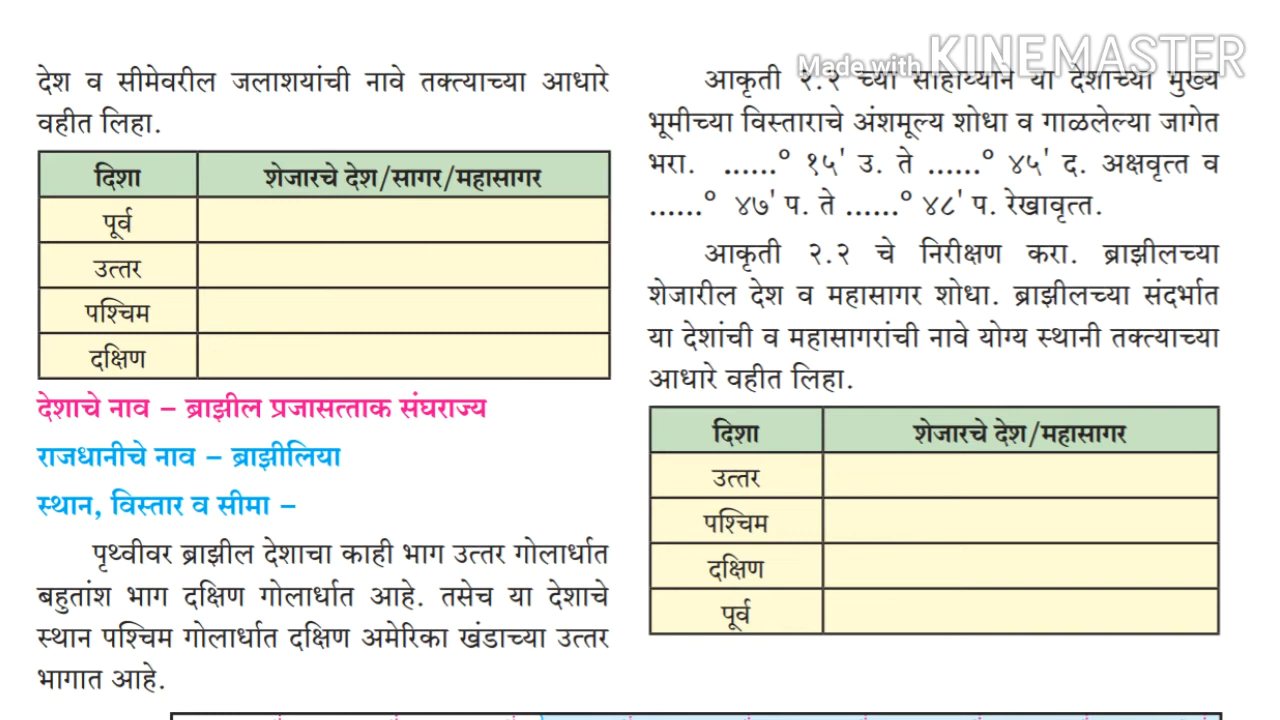 देश व सीमेवरील जलाशयांची नावे तक्त्याच्या आधारे
वहीत लिहा.
दिशा शेजारचे देश/सागर/महासागर
पूर्व
उत्तर
पश्चिम
दक्षिण
देशाचे नाव – ब्राझील प्रजासत्ताक संघराज्य
राजधानीचे नाव – ब्राझीलिया
स्थान, विस्तार व सीमा –
पृथ्वीवर ब्राझील देशाचा काही भाग उत्तर गोलार्धात
बहुतांश भाग दक्षिण गोलार्धात आहे. तसेच या देशाचे
स्थान पश्चिम गोलार्धात दक्षिण अमेरिका खंडाच्या उत्तर
भागात आहे.
Made with KINEMASTER
आकृती २.२ च्या साहाय्याने या देशाच्या मुख्य
भूमीच्या विस्ताराचे अंशमूल्य शोधा व गाळलेल्या जागेत
भरा. ......° १५' उ. ते ......° ४५' द. अक्षवृत्त व
......° ४७' प. ते ......° ४८' प. रेखावृत्त.
आकृती २.२ चे निरीक्षण करा. ब्राझीलच्या
शेजारील देश व महासागर शोधा. ब्राझीलच्या संदर्भात
या देशांची व महासागरांची नावे योग्य स्थानी तक्त्याच्या
आधारे वहीत लिहा.
दिशा शेजारचे देश/महासागर
उत्तर
पश्चिम
दक्षिण
पूर्व